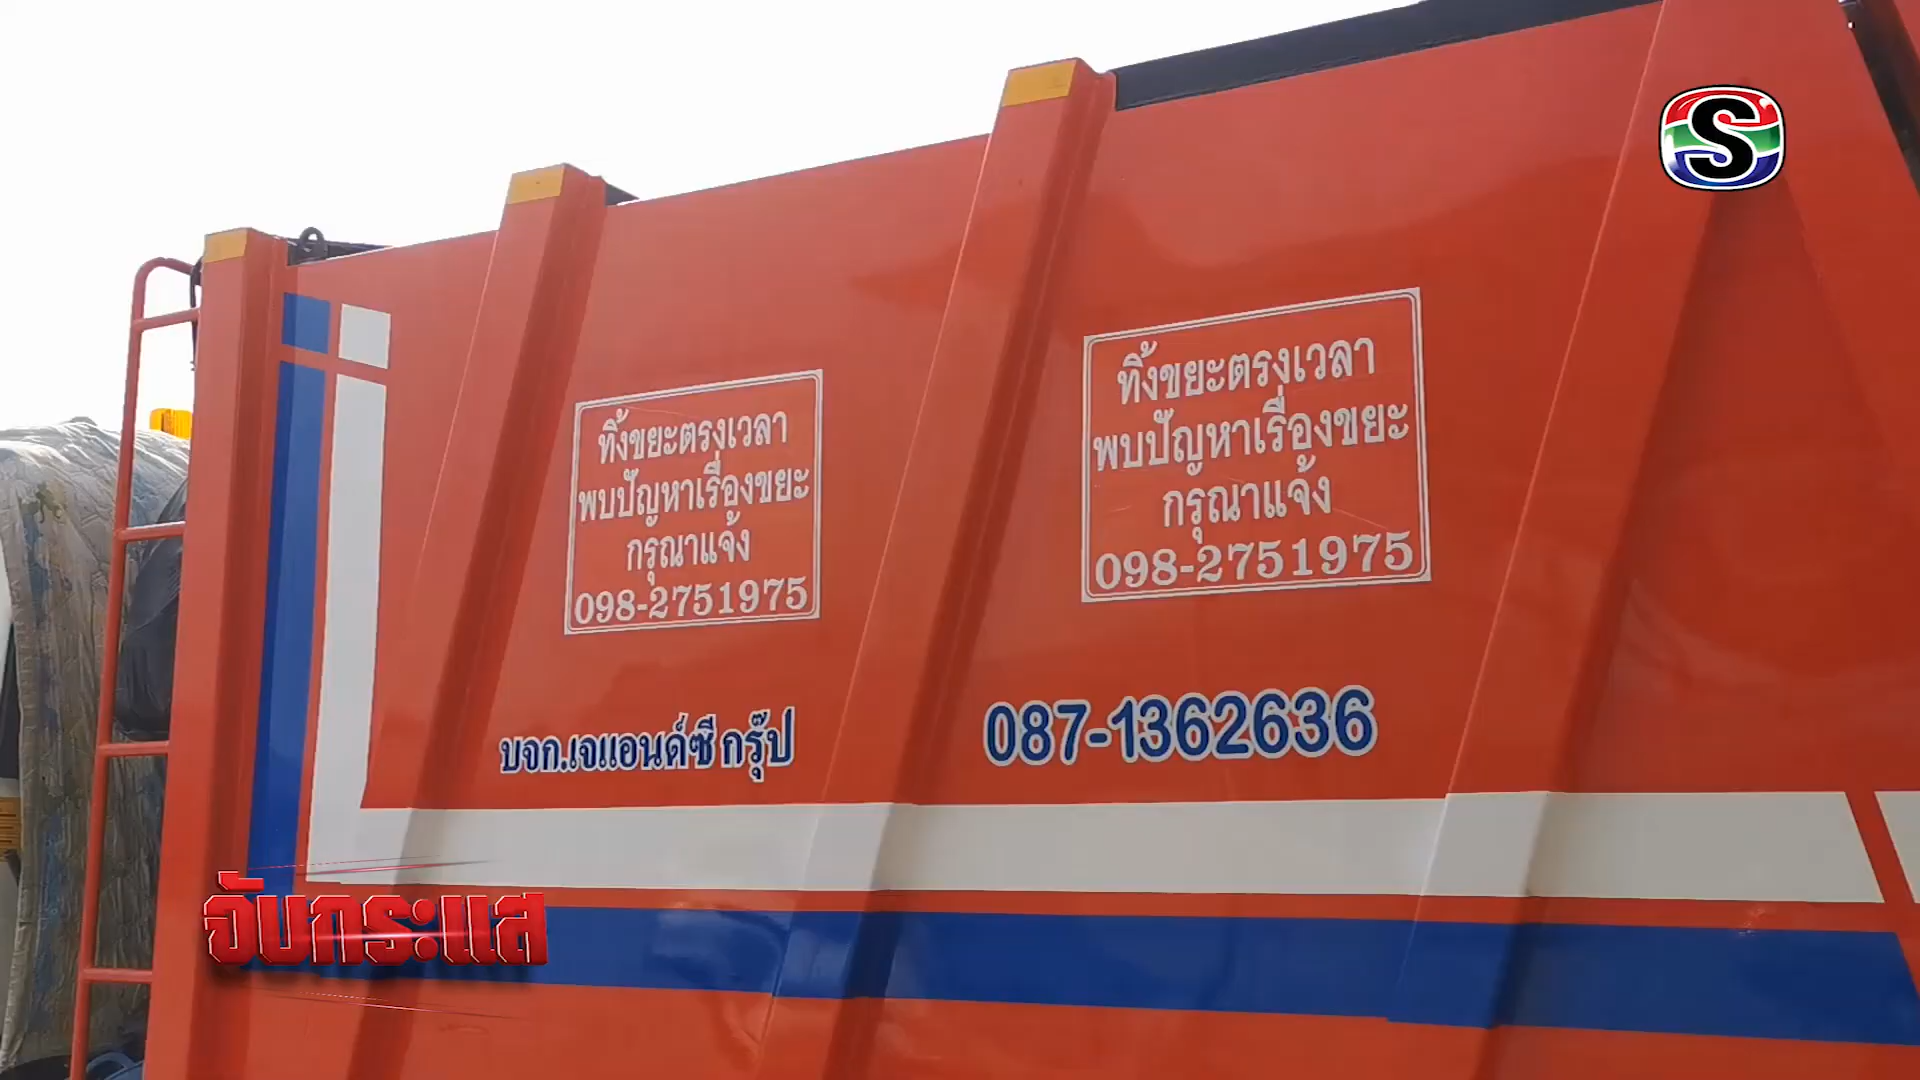 S
ทิ้งขยะตรงเวลา
พบปัญหาเรื่องขยะ
กรุณาแจ้ง
098-2751975
ทิ้งขยะตรงเวลา
พบปัญหาเรื่องขยะ
กรุณาแจ้ง
098-2751975
บจก.เจแอนด์ซี กรุ๊ป
087-1362636
จับกระแส